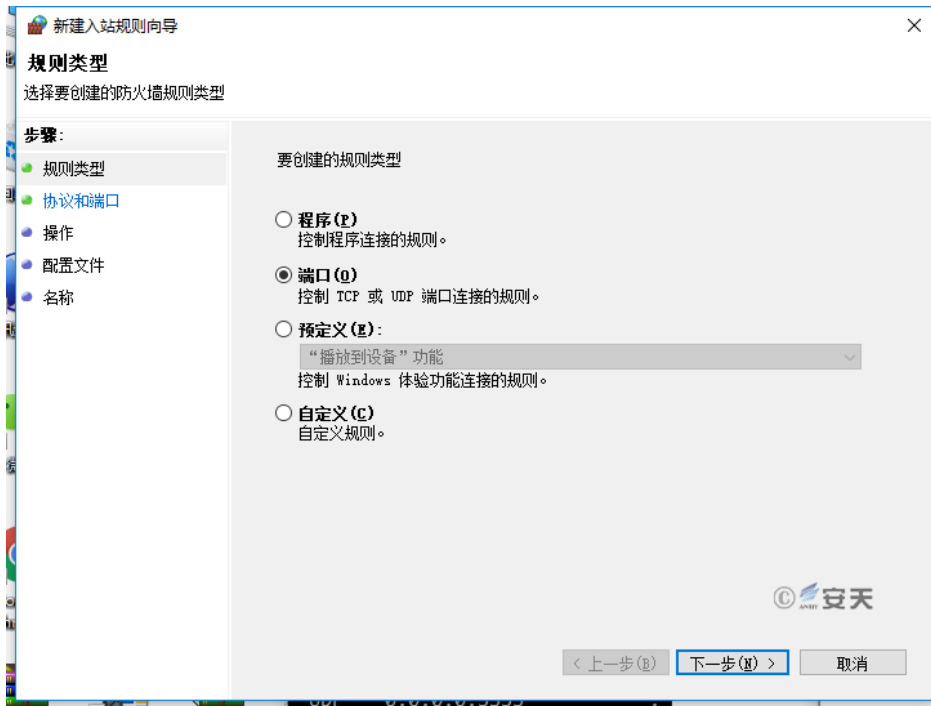 新建入站规则向导
规则类型
选择要创建的防火墙规则类型
步骤:
规则类型
协议和端口
操作
配置文件
名称
要创建的规则类型
程序(P)
控制程序连接的规则。
端口(O)
控制 TCP 或 UDP 端口连接的规则。
预定义(E):
“播放到设备”功能
控制 Windows 体验功能连接的规则。
自定义(C)
自定义规则。
© 安天
< 上一步(B)
下一步(N) >
取消